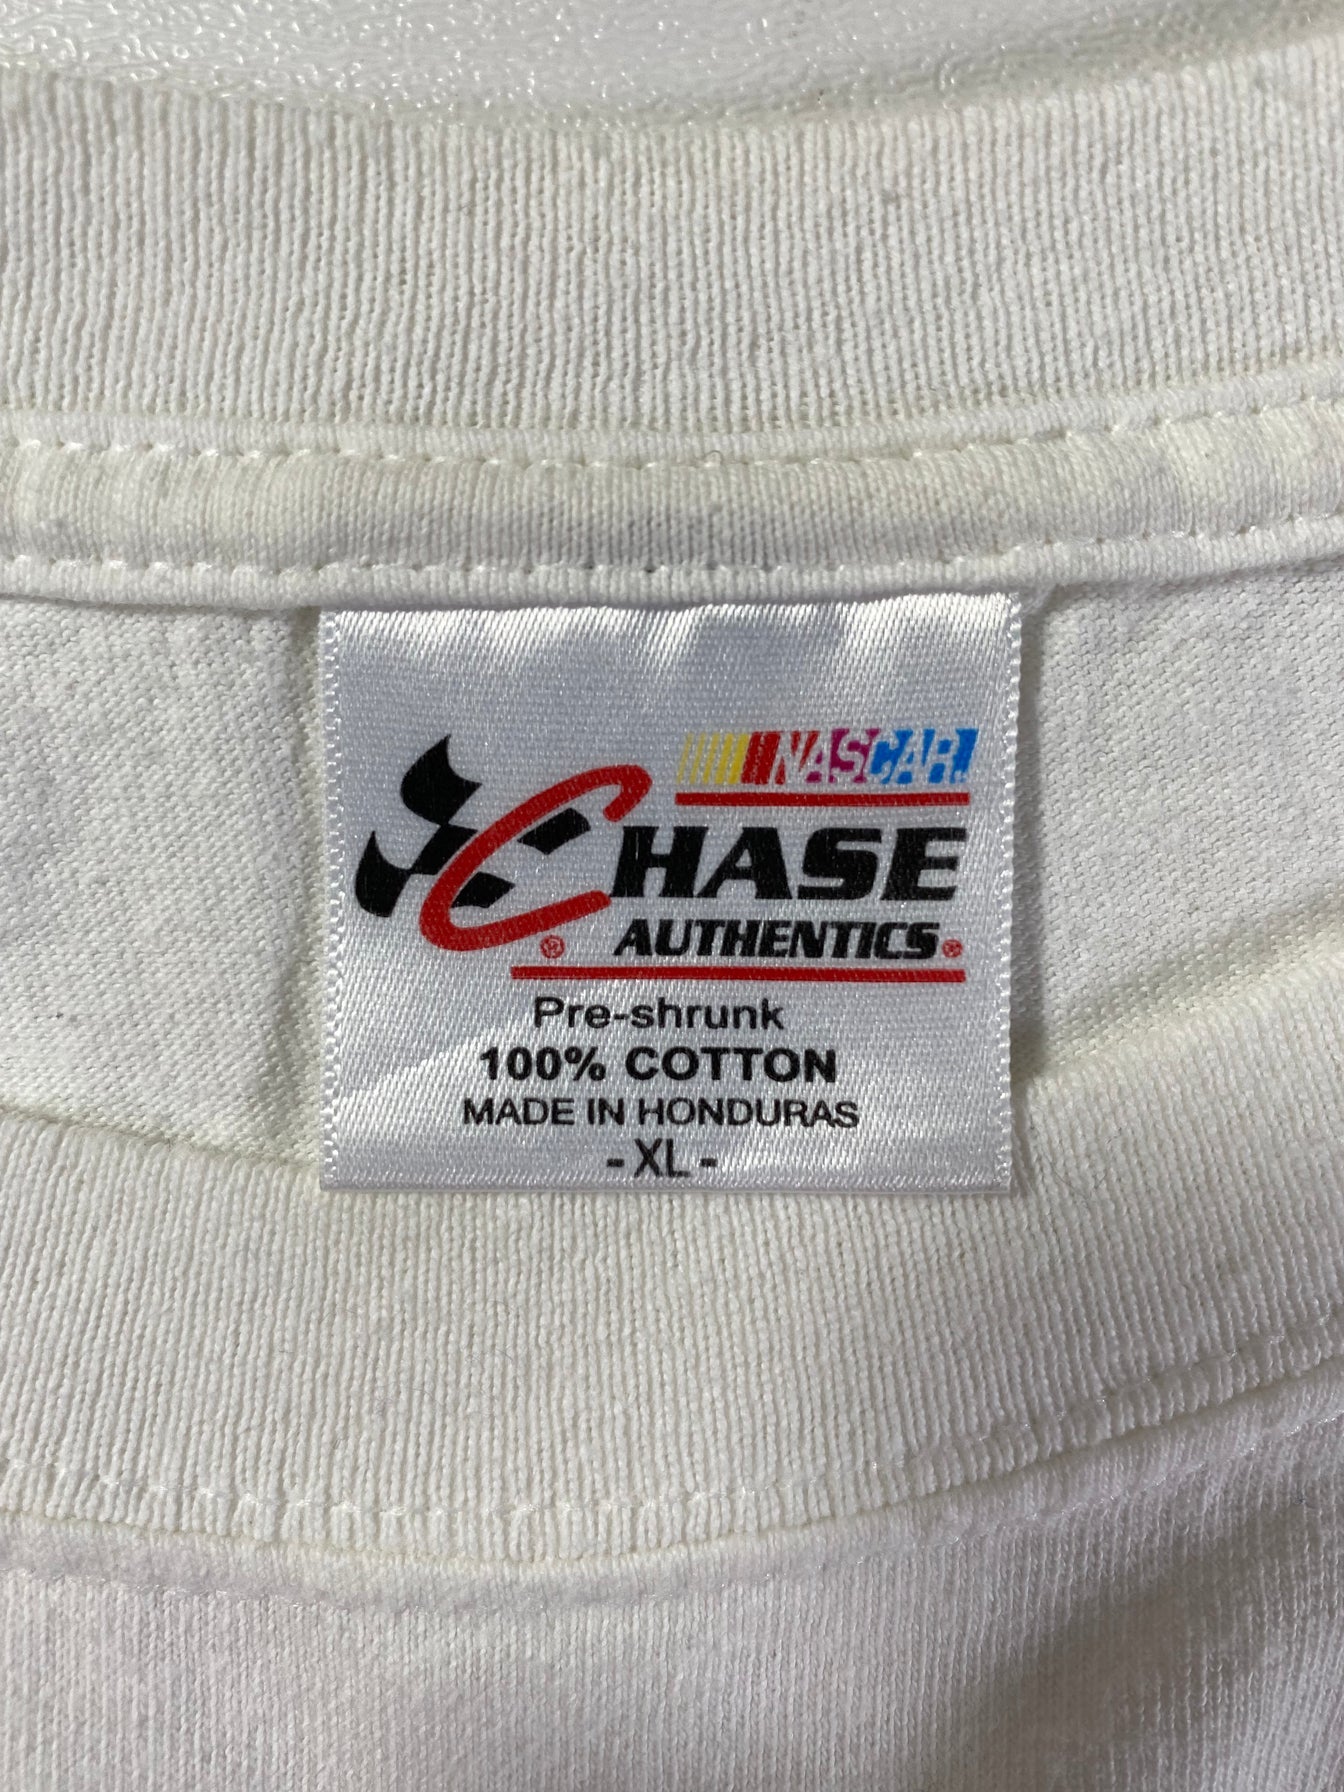 NASCAR.
CHASE
®
AUTHENTICS®
Pre-shrunk
100% COTTON
MADE IN HONDURAS
- XL -